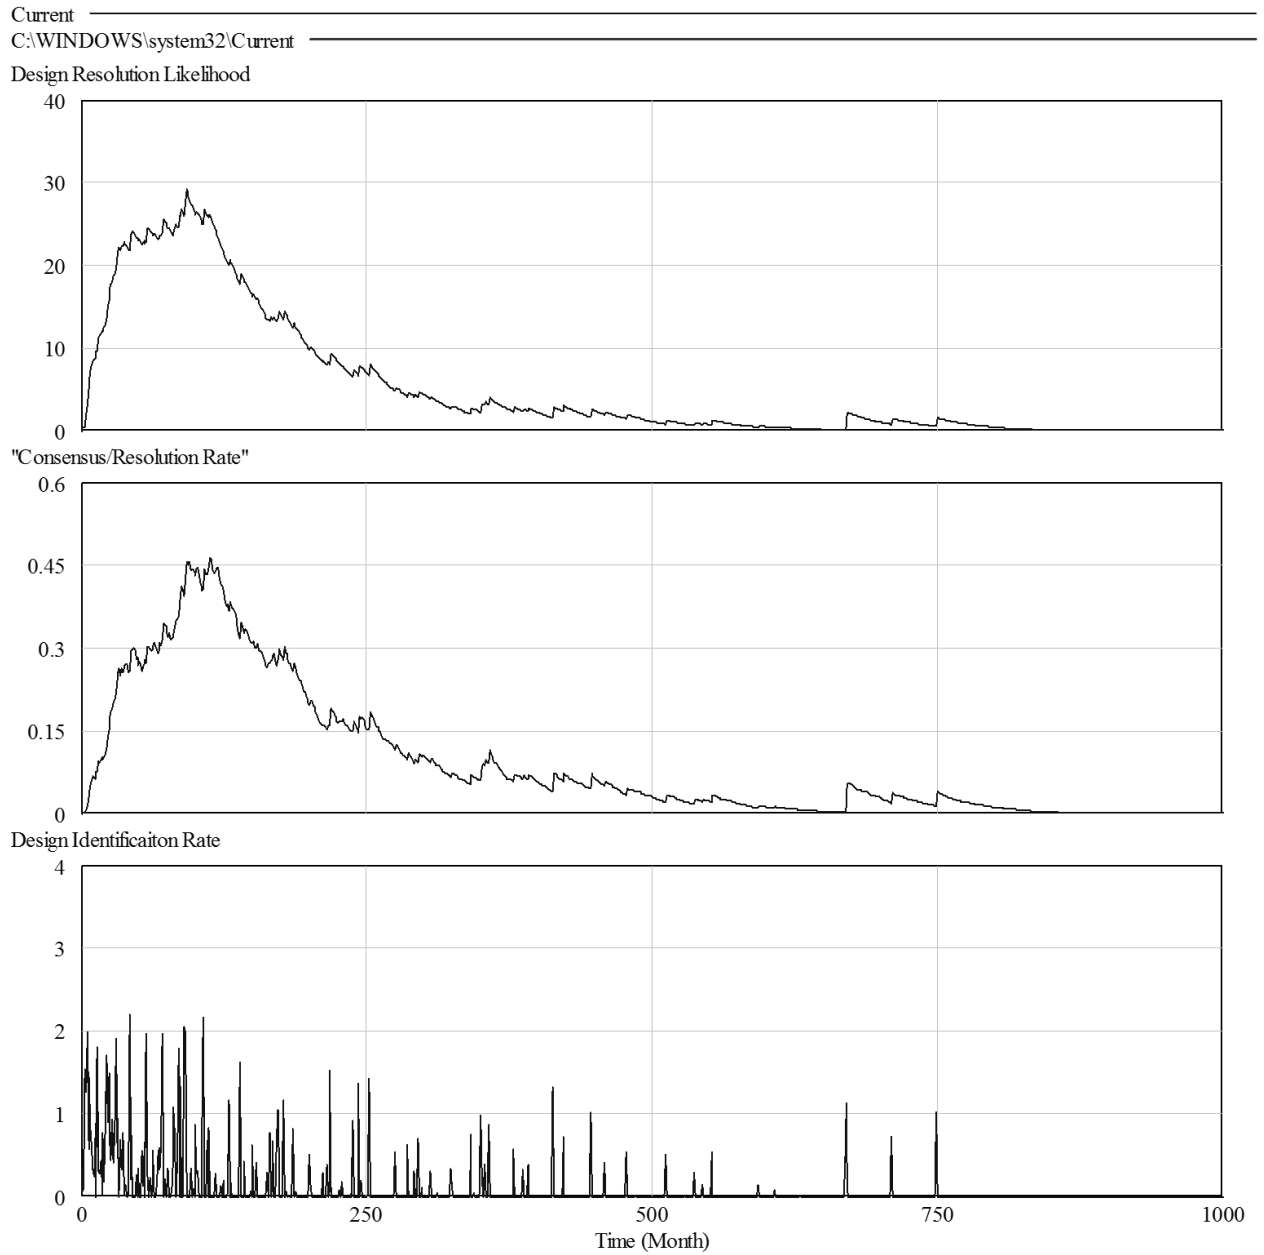 Current
C:\WINDOWS\system32\Current
Design Resolution Likelihood
40
30
20
10
0
"Consensus/Resolution Rate"
0.6
0.45
0.3
0.15
0
Design Identificaiton Rate
4
3
2
1
0
0 250 500 750 1000
Time (Month)